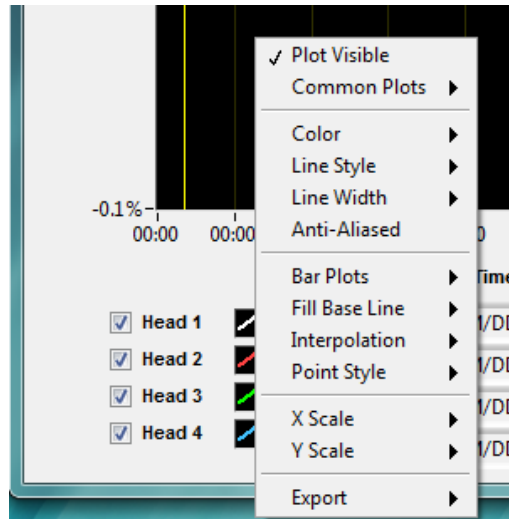 Plot Visible
Common Plots
Color
Line Style
Line Width
Anti-Aliased
Bar Plots
Fill Base Line
Interpolation
Point Style
X Scale
Y Scale
Export
-0.1%
00:00 00:00
Head 1
Head 2
Head 3
Head 4